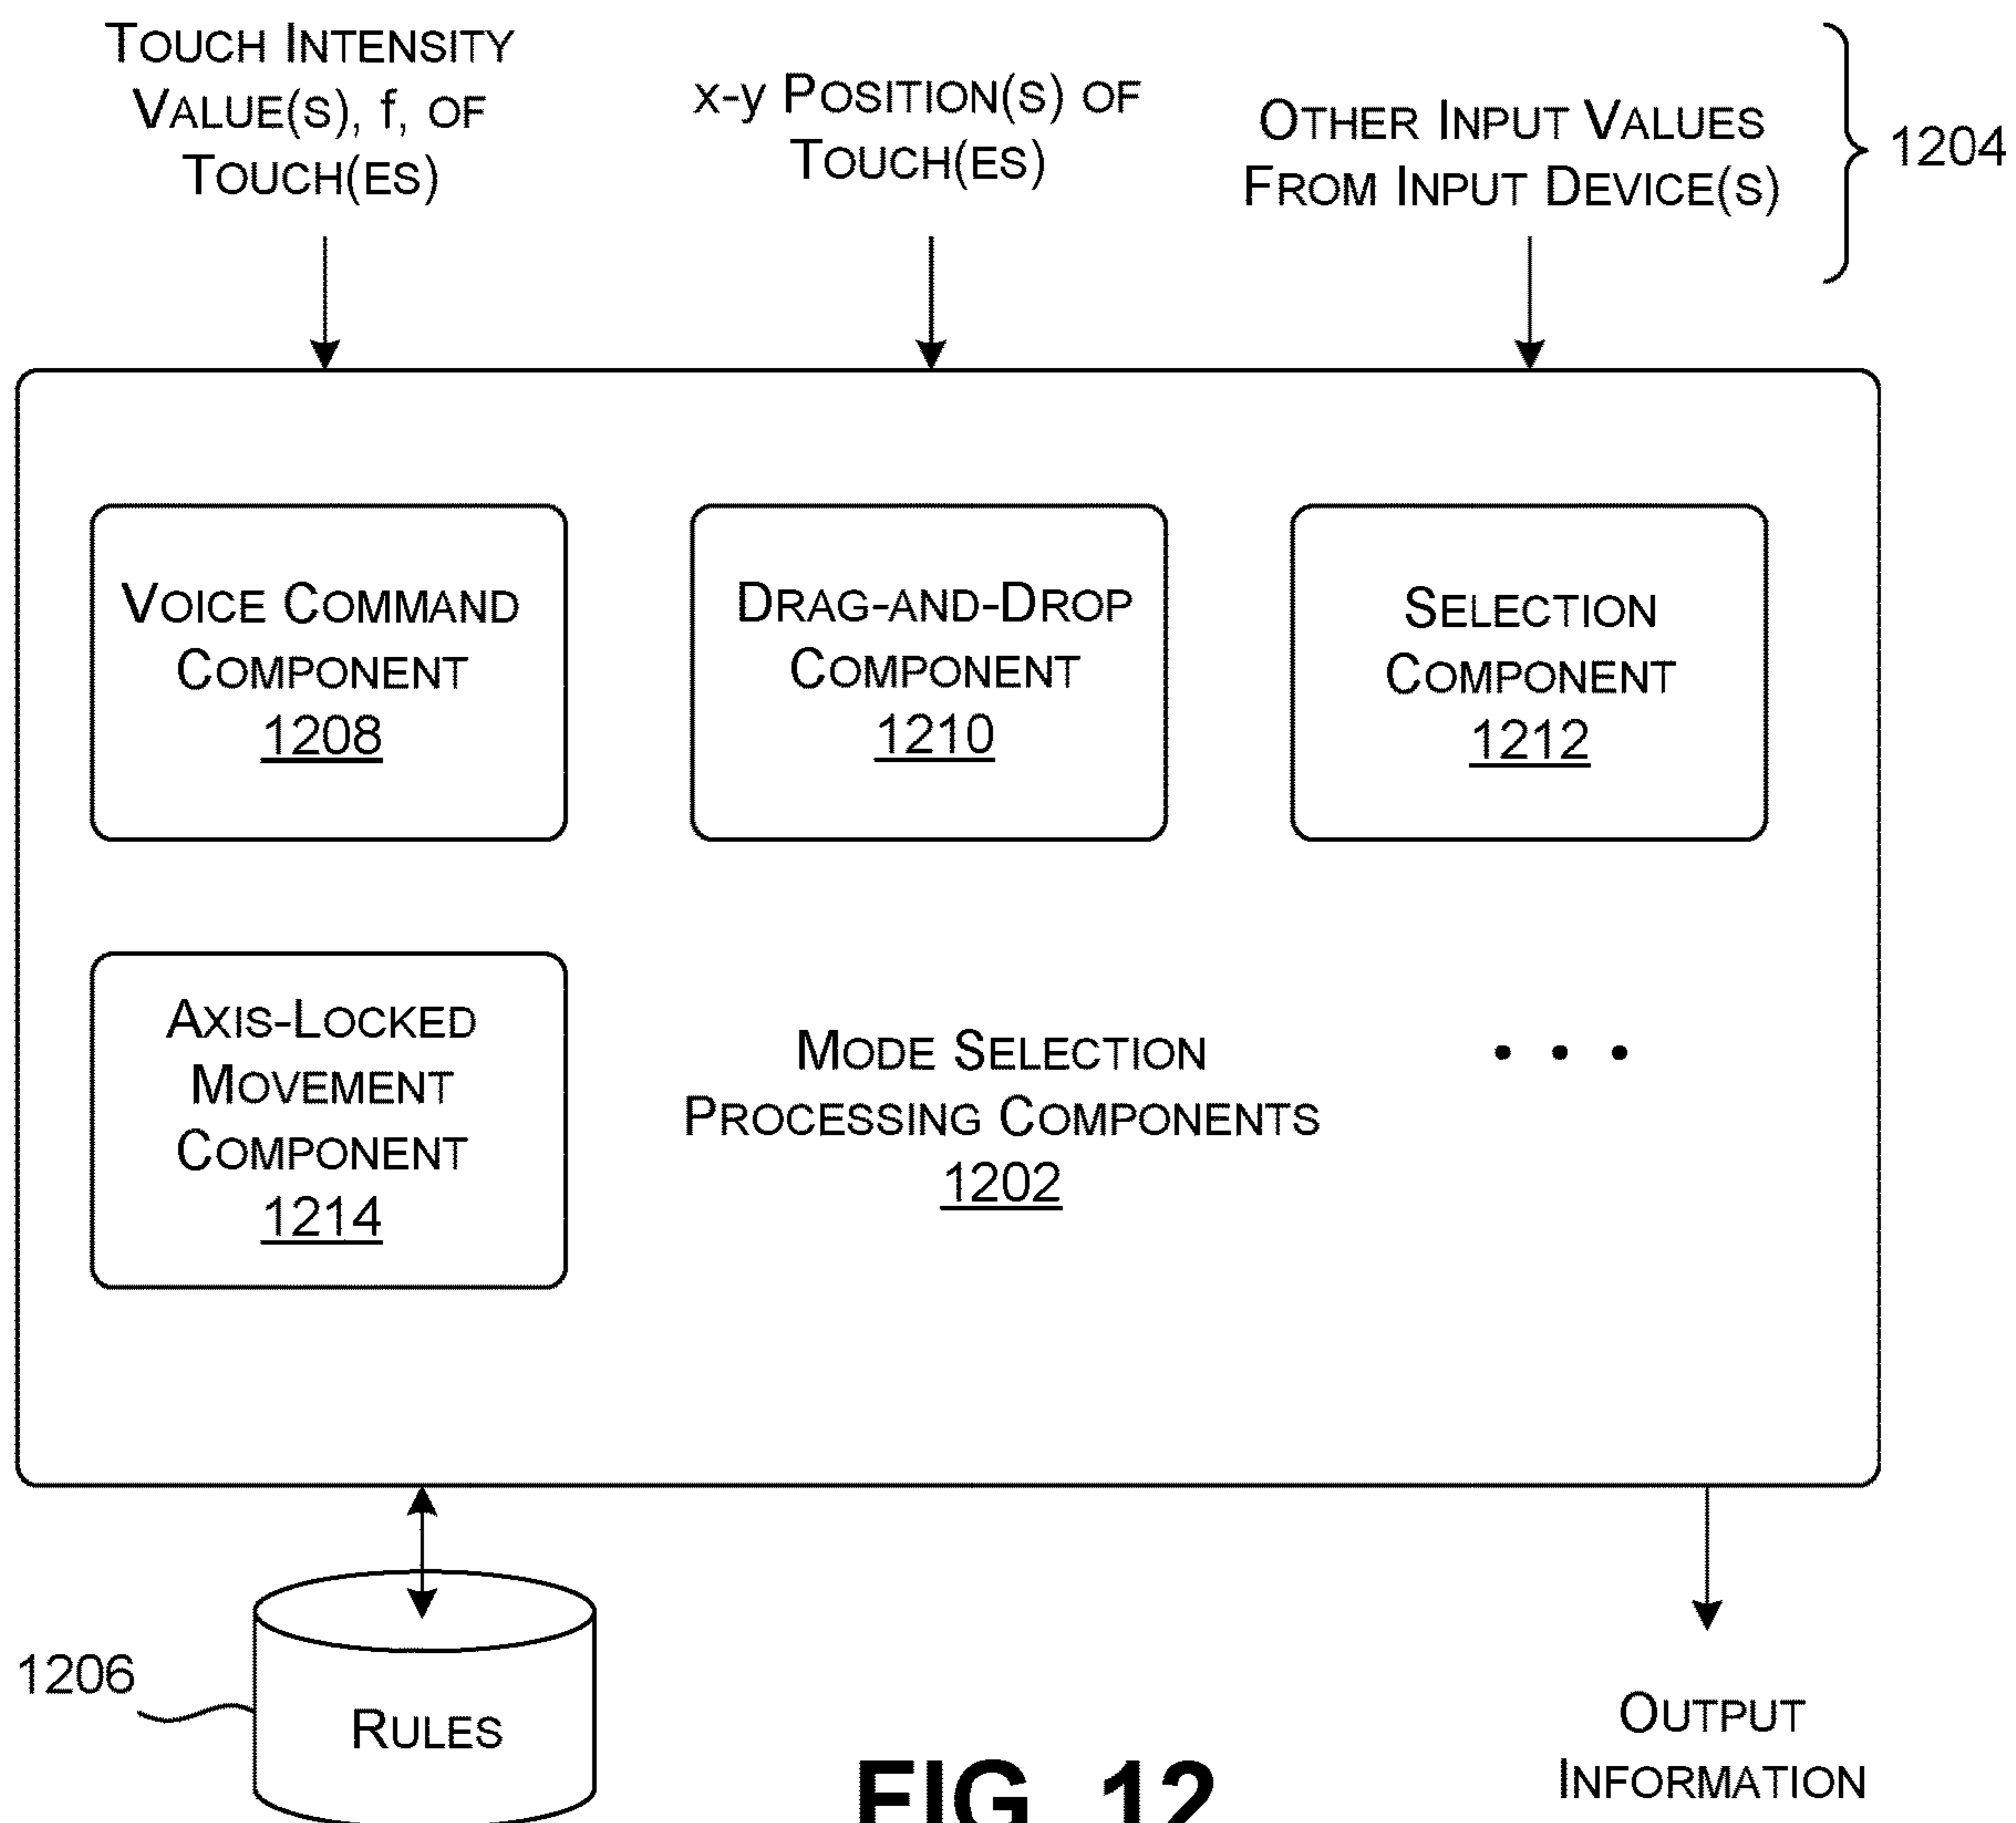 TOUCH INTENSITY
VALUE(S), f, OF
TOUCH(ES)
x-y POSITION(S) OF
TOUCH(ES)
OTHER INPUT VALUES
FROM INPUT DEVICE(S)
1204
VOICE COMMAND
COMPONENT
1208
DRAG-AND-DROP
COMPONENT
1210
SELECTION
COMPONENT
1212
AXIS-LOCKED
MOVEMENT
COMPONENT
1214
MODE SELECTION
PROCESSING COMPONENTS
1202
• • •
1206
RULES
OUTPUT
INFORMATION
FIG. 12